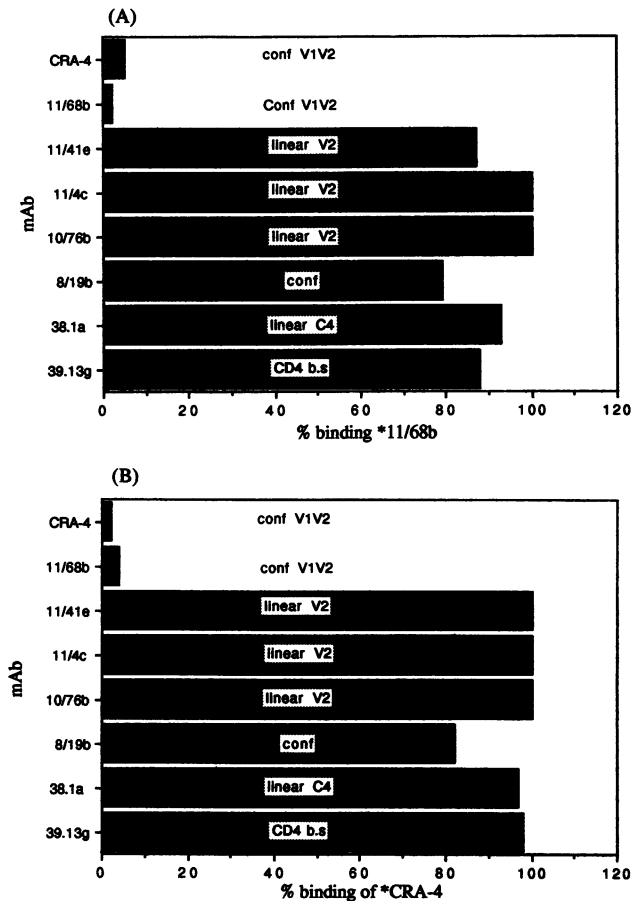 (A)
CRA-4 conf V1V2
11/68b Conf V1V2
11/41e linear V2
11/4c linear V2
10/76b linear V2
8/19b conf
38.1a linear C4
39.13g CD4 b.s
mAb
0 20 40 60 80 100 120
% binding *11/68b
(B)
CRA-4 conf V1V2
11/68b conf V1V2
11/41e linear V2
11/4c linear V2
10/76b linear V2
8/19b conf
38.1a linear C4
39.13g CD4 b.s
mAb
0 20 40 60 80 100 120
% binding of *CRA-4